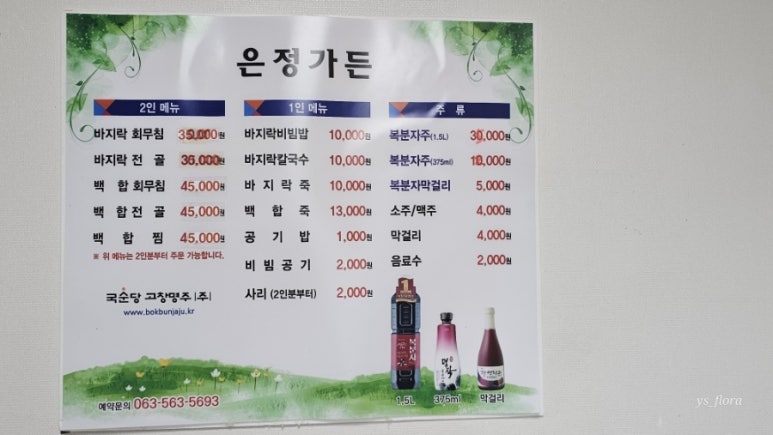 은정가든
2인 메뉴
바지락 회무침 35,000원
바지락 전 골 36,000원
백 합 회무침 45,000원
백 합 전 골 45,000원
백 합 찜 45,000원
※ 위 메뉴는 2인분부터 주문 가능합니다.
국순당 고창명주 (주)
www.bokbunjaju.kr
1인 메뉴
바지락비빔밥 10,000원
바지락칼국수 10,000원
바 지 락 죽 10,000원
백 합 죽 13,000원
공 기 밥 1,000원
비 빔 공 기 2,000원
사리 (2인분부터) 2,000원
주 류
복분자주(1.5L) 30,000원
복분자주(375ml)
복분자막걸리 5,000원
소주/맥주 4,000원
막걸리 4,000원
음료수 2,000원
1
복분자
1.5L 375ml 막걸리
예약문의 063-563-5693
ys_flora